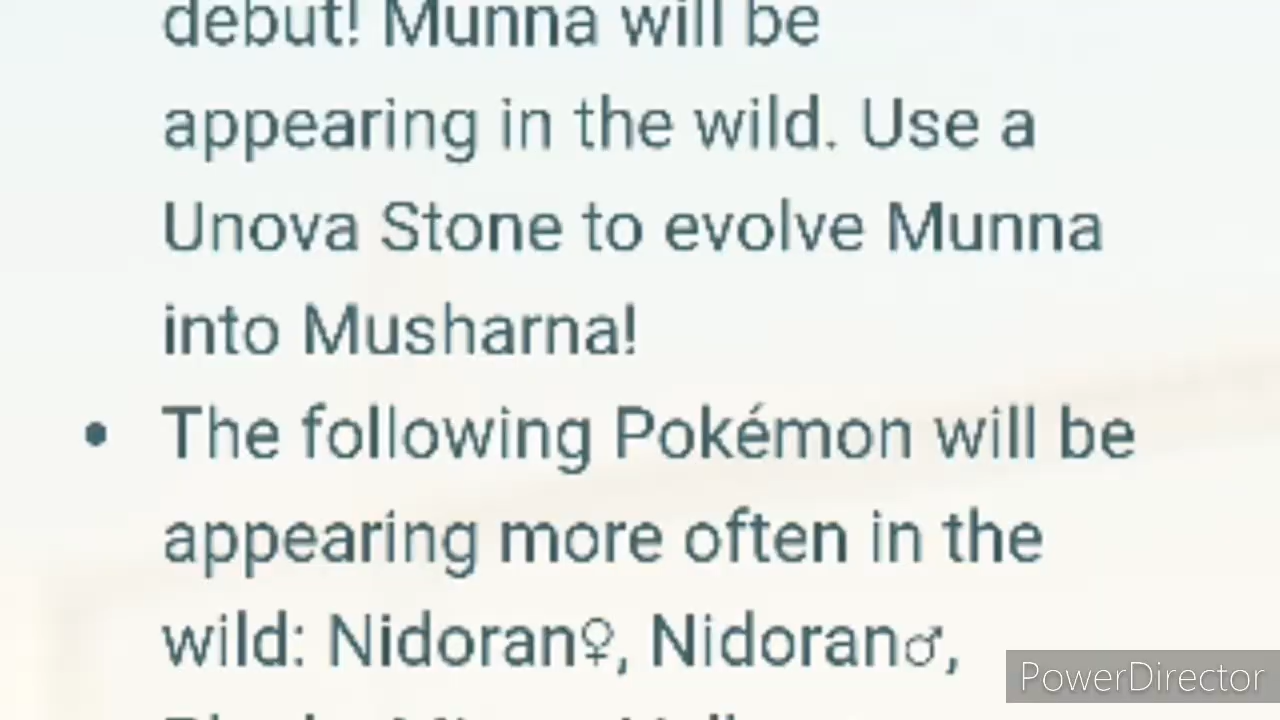 debut! Munna will be
appearing in the wild. Use a
Unova Stone to evolve Munna
into Musharna!
• The following Pokémon will be
appearing more often in the
wild: Nidoran♀, Nidoran♂,
PowerDirector